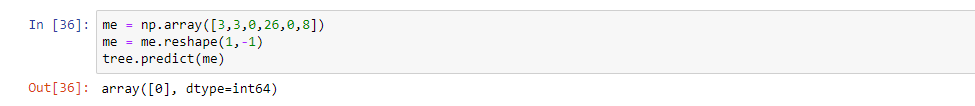 In [36]: me = np.array([3,3,0,26,0,8])
me = me.reshape(1,-1)
tree.predict(me)
Out[36]: array([0], dtype=int64)